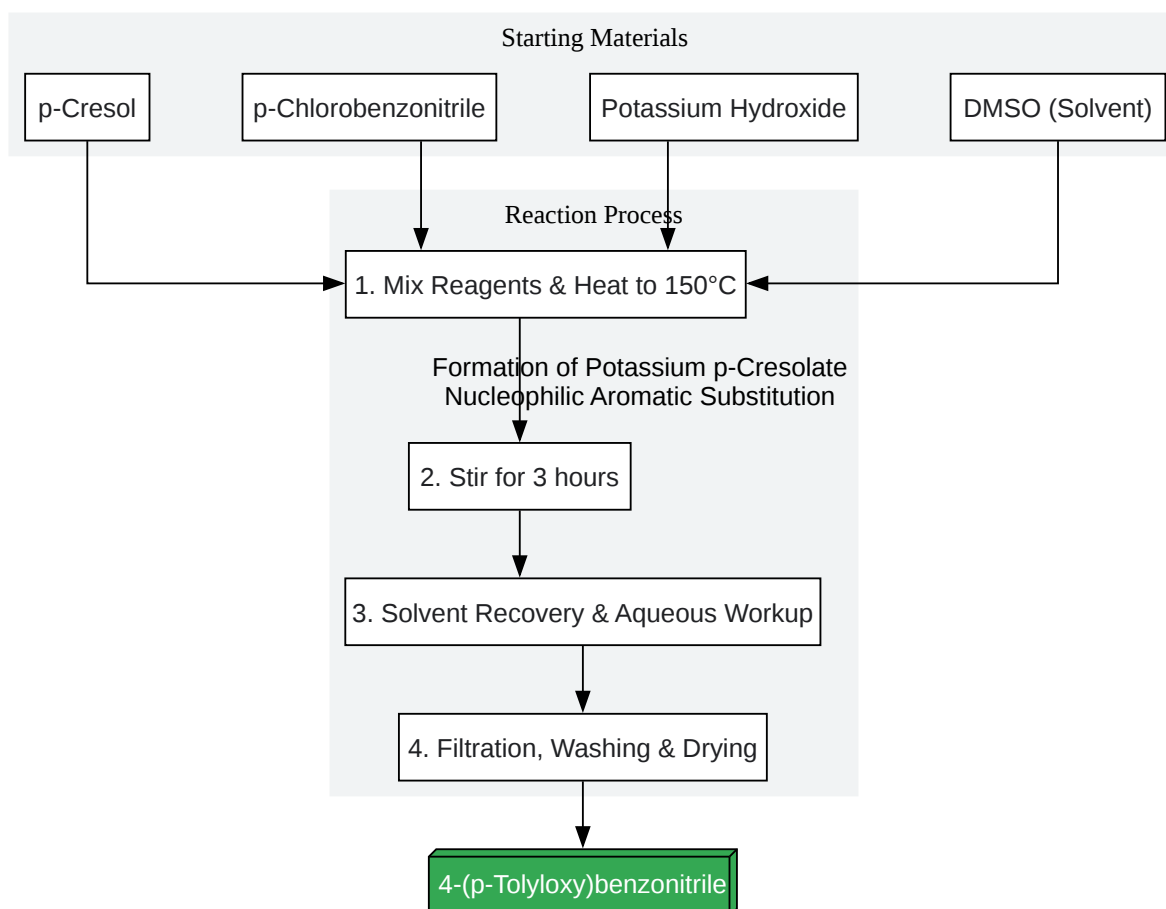 Starting Materials
p-Cresol
p-Chlorobenzonitrile
Potassium Hydroxide
DMSO (Solvent)
Reaction Process
1. Mix Reagents & Heat to 150°C
Formation of Potassium p-Cresolate
Nucleophilic Aromatic Substitution
2. Stir for 3 hours
3. Solvent Recovery & Aqueous Workup
4. Filtration, Washing & Drying
4-(p-Tolyloxy)benzonitrile